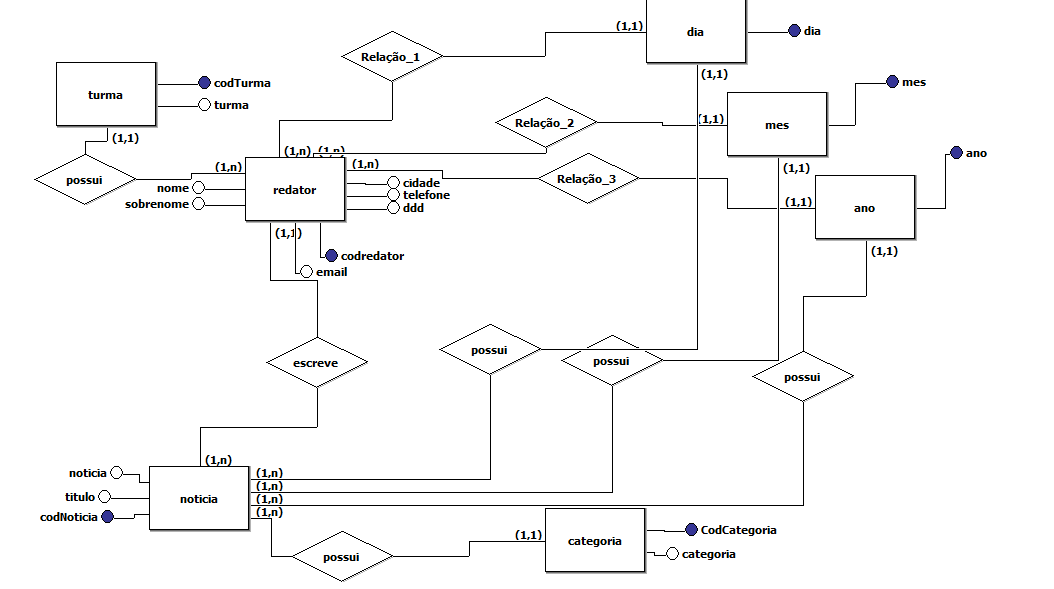 (1,1)
dia
dia
Relação_1
(1,1)
codTurma
mes
turma
turma
(1,1)
Relação_2
(1,1)
mes
(1,1)
(1,n)
(1,n)
ano
(1,n)
(1,n)
(1,1)
possui
Relação_3
nome
redator
cidade
telefone
sobrenome
ddd
(1,1)
ano
(1,1)
(1,1)
codredator
email
possui
possui
escreve
possui
(1,n)
noticia
(1,n)
(1,n)
titulo
noticia
(1,n)
codNoticia
(1,n)
CodCategoria
(1,1)
categoria
possui
categoria